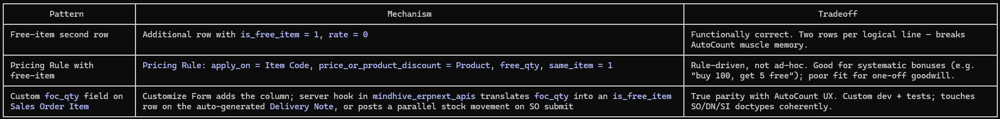 Pattern Mechanism Tradeoff
Free-item second row Additional row with is_free_item = 1, rate = 0 Functionally correct. Two rows per logical line — breaks
AutoCount muscle memory.
Pricing Rule with Pricing Rule: apply_on = Item Code, price_or_product_discount = Product, free_qty, same_item = 1 Rule-driven, not ad-hoc. Good for systematic bonuses (e.g.
free-item "buy 100, get 5 free"); poor fit for one-off goodwill.
Custom foc_qty field on Customize Form adds the column; server hook in mindhive_erpnext_apis translates foc_qty into an is_free_item True parity with AutoCount UX. Custom dev + tests; touches
Sales Order Item row on the auto-generated Delivery Note, or posts a parallel stock movement on SO submit SO/DN/SI doctypes coherently.